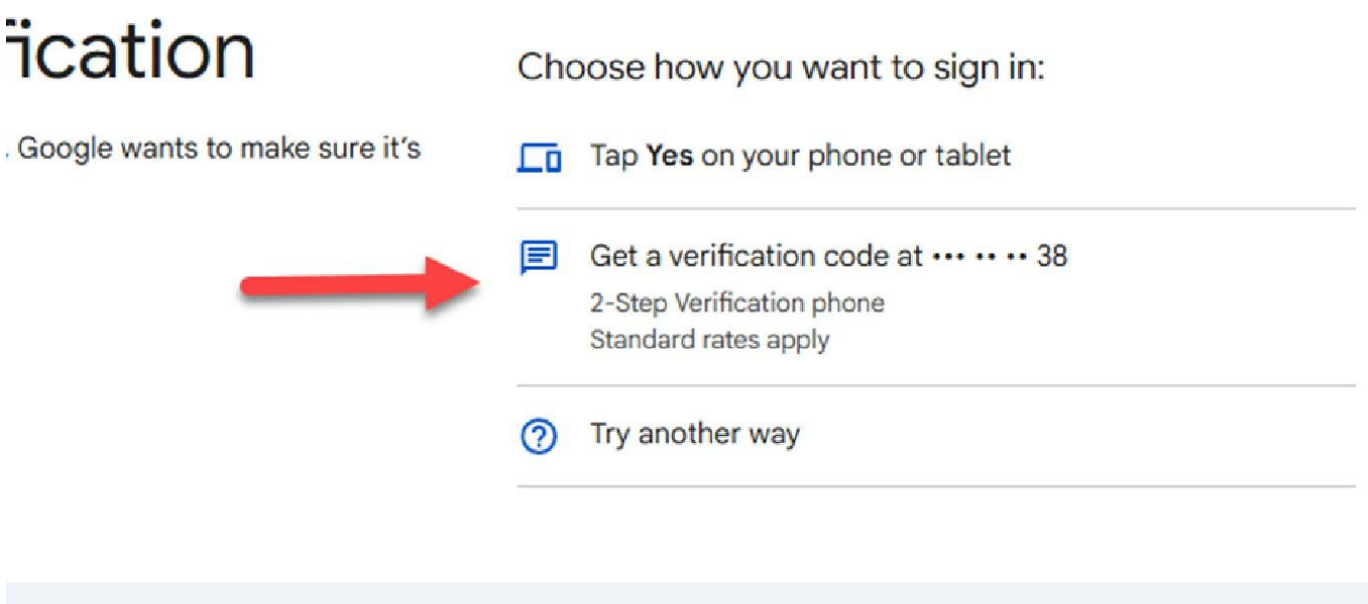 fication
Choose how you want to sign in:
. Google wants to make sure it's
Tap Yes on your phone or tablet
Get a verification code at ••• •• •• 38
2-Step Verification phone
Standard rates apply
Try another way